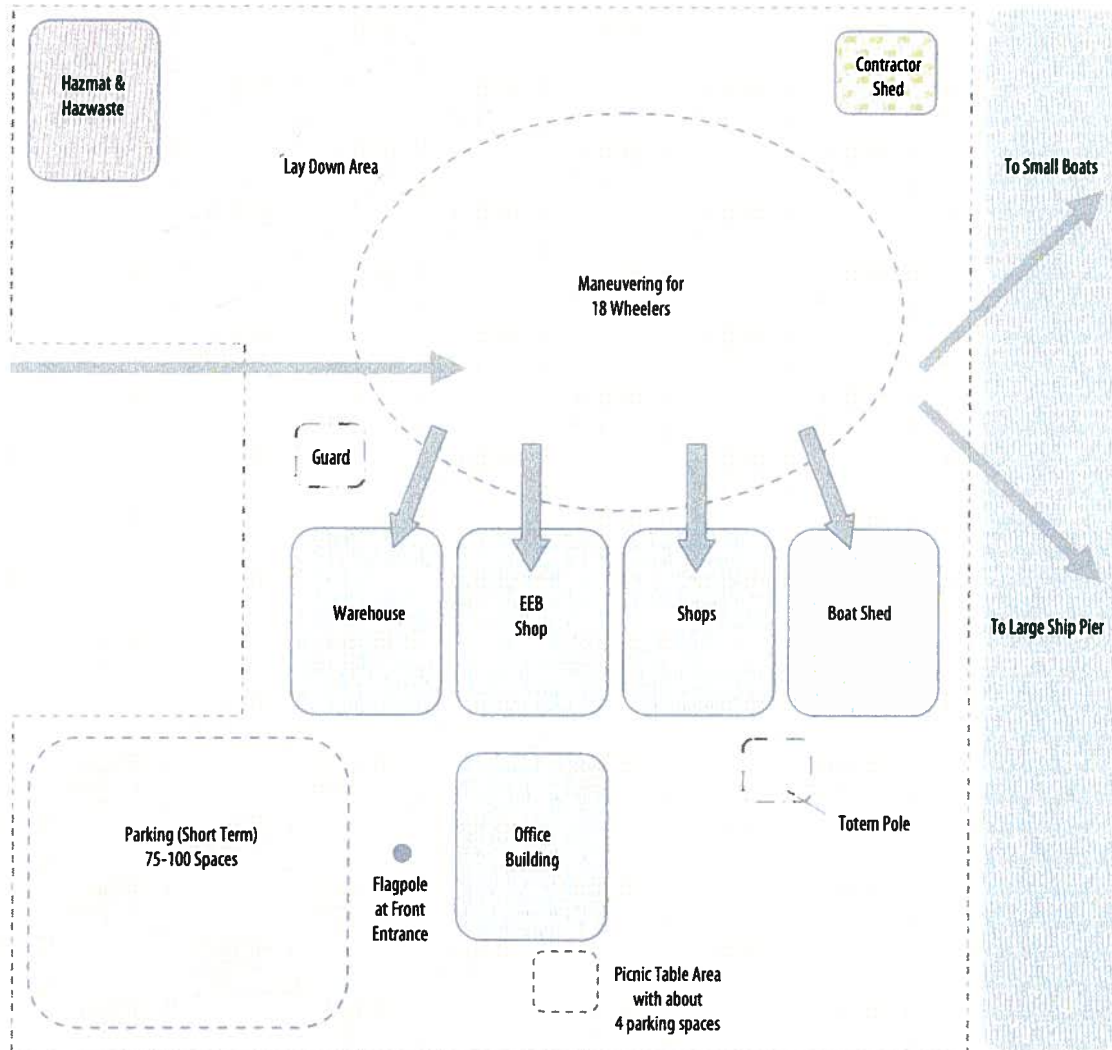 Hazmat &
Hazwaste
Contractor
Shed
Lay Down Area
To Small Boats
Maneuvering for
18 Wheelers
Guard
Warehouse
EEB
Shop
Shops
Boat Shed
To Large Ship Pier
Parking (Short Term)
75-100 Spaces
Flagpole
at Front
Entrance
Office
Building
Totem Pole
Picnic Table Area
with about
4 parking spaces